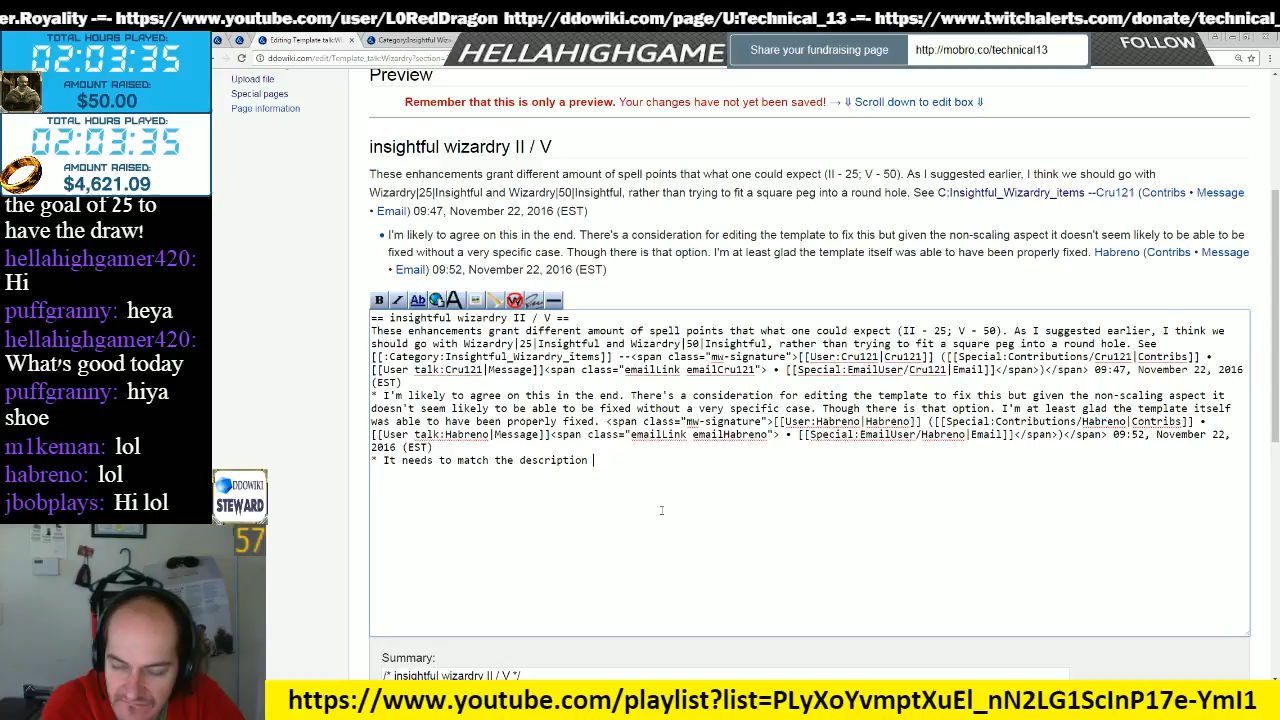 er.Royality -=- https://www.youtube.com/user/L0RedDragon http://ddowiki.com/page/U:Technical_13 -=- https://www.twitchalerts.com/donate/technical
TOTAL HOURS PLAYED:
02:03:35
AMOUNT RAISED:
$50.00
TOTAL HOURS PLAYED:
02:03:35
AMOUNT RAISED:
$4,621.09
the goal of 25 to
have the draw!
hellahighgamer420:
Hi
puffgranny: heya
hellahighgamer420:
What's good today
puffgranny: hiya
shoe
m1keman: lol
habreno: lol
jbobplays: Hi lol
DDOWIKI
STEWARD
57
Editing Template talk:Wi
Category:Insightful Wiz
HELLAHIGHGAME
Share your fundraising page
http://mobro.co/technical13
FOLLOW
ddowiki.com/edit/Template_talk:Wizardry?section=
Upload file
Special pages
Page information
Preview
Remember that this is only a preview. Your changes have not yet been saved! → ⇓ Scroll down to edit box ⇓
insightful wizardry II / V
These enhancements grant different amount of spell points that what one could expect (II - 25; V - 50). As I suggested earlier, I think we should go with
Wizardry|25|Insightful and Wizardry|50|Insightful, rather than trying to fit a square peg into a round hole. See C:Insightful_Wizardry_items --Cru121 (Contribs • Message
• Email) 09:47, November 22, 2016 (EST)
• I'm likely to agree on this in the end. There's a consideration for editing the template to fix this but given the non-scaling aspect it doesn't seem likely to be able to be
fixed without a very specific case. Though there is that option. I'm at least glad the template itself was able to have been properly fixed. Habreno (Contribs • Message
• Email) 09:52, November 22, 2016 (EST)
B I Ab A W
== insightful wizardry II / V ==
These enhancements grant different amount of spell points that what one could expect (II - 25; V - 50). As I suggested earlier, I think we
should go with Wizardry|25|Insightful and Wizardry|50|Insightful, rather than trying to fit a square peg into a round hole. See
[[:Category:Insightful_Wizardry_items]] --<span class="mw-signature">[[User:Cru121|Cru121]] ([[Special:Contributions/Cru121|Contribs]] •
[[User talk:Cru121|Message]]<span class="emailLink emailCru121"> • [[Special:EmailUser/Cru121|Email]]</span>)</span> 09:47, November 22, 2016
(EST)
* I'm likely to agree on this in the end. There's a consideration for editing the template to fix this but given the non-scaling aspect it
doesn't seem likely to be able to be fixed without a very specific case. Though there is that option. I'm at least glad the template itself
was able to have been properly fixed. <span class="mw-signature">[[User:Habreno|Habreno]] ([[Special:Contributions/Habreno|Contribs]] •
[[User talk:Habreno|Message]]<span class="emailLink emailHabreno"> • [[Special:EmailUser/Habreno|Email]]</span>)</span> 09:52, November 22,
2016 (EST)
* It needs to match the description
Summary:
/* insightful wizardry II / V */
https://www.youtube.com/playlist?list=PLyXoYvmptXuEl_nN2LG1ScInP17e-YmI1